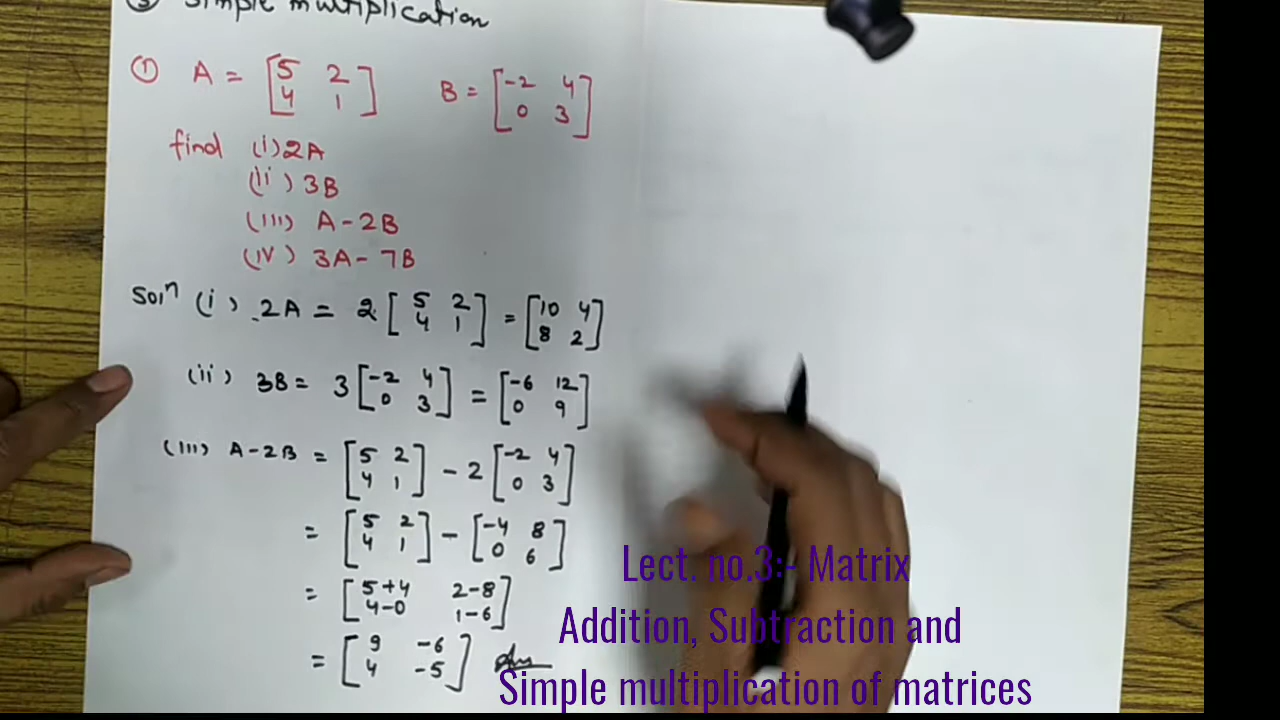 ③ Simple multiplication
① A = [5 2 B = [-2 4
4 1] 0 3]
find (i) 2A
(ii) 3B
(iii) A - 2B
(iv) 3A - 7B
Solⁿ (i) 2A = 2 [5 2 = [10 4
4 1] 8 2]
(ii) 3B = 3 [-2 4 = [-6 12
0 3] 0 9]
(iii) A-2B = [5 2 - 2 [-2 4
4 1] 0 3]
= [5 2 - [-4 8
4 1] 0 6]
= [5+4 2-8
4-0 1-6]
= [9 -6
4 -5] Ans
Lect. no.3:- Matrix
Addition, Subtraction and
Simple multiplication of matrices